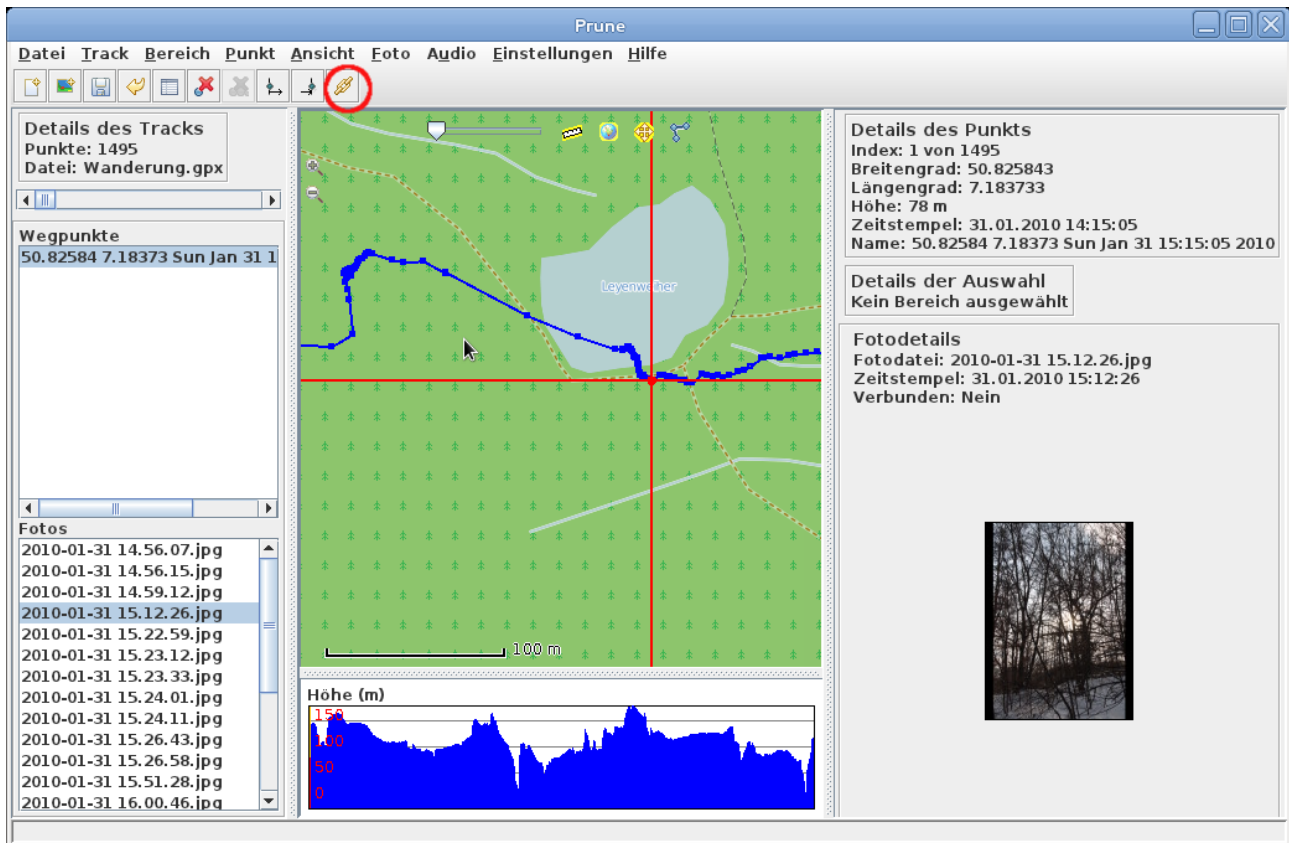 Prune
Datei Track Bereich Punkt Ansicht Foto Audio Einstellungen Hilfe
Details des Tracks
Punkte: 1495
Datei: Wanderung.gpx
Wegpunkte
50.82584 7.18373 Sun Jan 31 1
Fotos
2010-01-31 14.56.07.jpg
2010-01-31 14.56.15.jpg
2010-01-31 14.59.12.jpg
2010-01-31 15.12.26.jpg
2010-01-31 15.22.59.jpg
2010-01-31 15.23.12.jpg
2010-01-31 15.23.33.jpg
2010-01-31 15.24.01.jpg
2010-01-31 15.24.11.jpg
2010-01-31 15.26.43.jpg
2010-01-31 15.26.58.jpg
2010-01-31 15.51.28.jpg
2010-01-31 16.00.46.jpg
Leyenweiher
100 m
Höhe (m)
150
100
50
0
Details des Punkts
Index: 1 von 1495
Breitengrad: 50.825843
Längengrad: 7.183733
Höhe: 78 m
Zeitstempel: 31.01.2010 14:15:05
Name: 50.82584 7.18373 Sun Jan 31 15:15:05 2010
Details der Auswahl
Kein Bereich ausgewählt
Fotodetails
Fotodatei: 2010-01-31 15.12.26.jpg
Zeitstempel: 31.01.2010 15:12:26
Verbunden: Nein